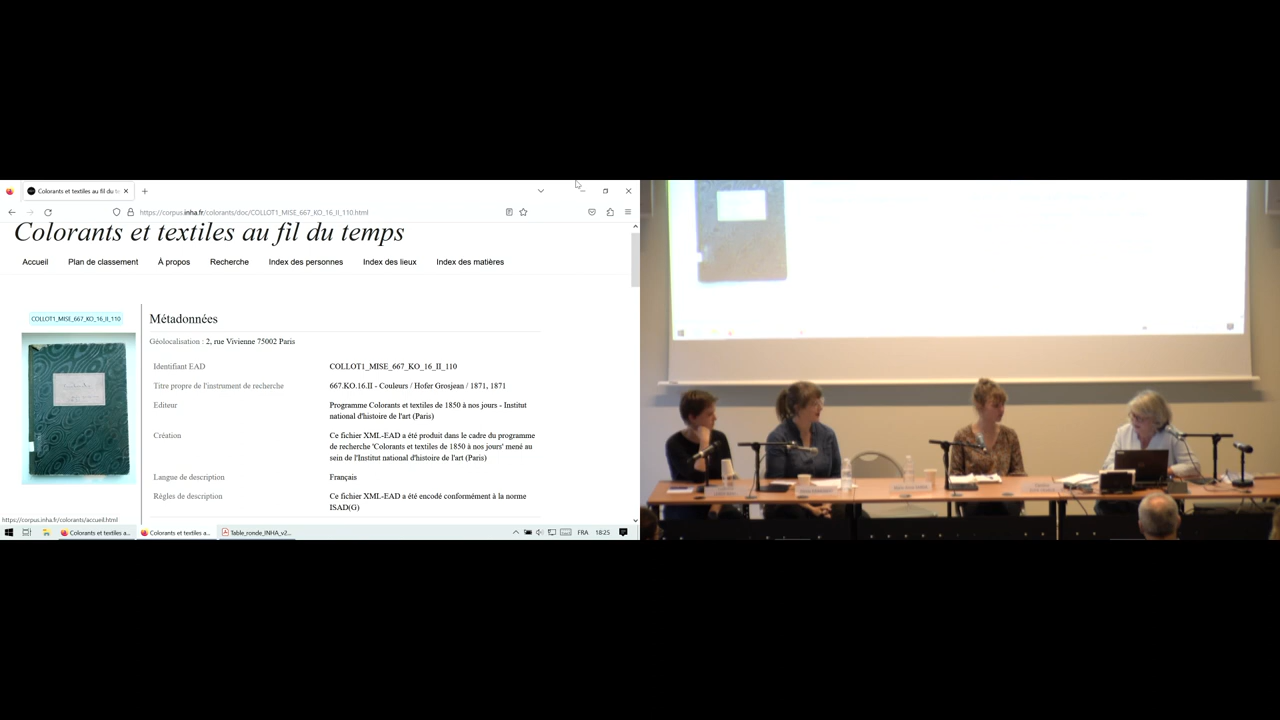 Colorants et textiles au fil du te
https://corpus.inha.fr/colorants/doc/COLLOT1_MISE_667_KO_16_II_110.html
Colorants et textiles au fil du temps
Accueil Plan de classement À propos Recherche Index des personnes Index des lieux Index des matières
COLLOT1_MISE_667_KO_16_II_110
Métadonnées
Géolocalisation : 2, rue Vivienne 75002 Paris
Identifiant EAD COLLOT1_MISE_667_KO_16_II_110
Titre propre de l'instrument de recherche 667.KO.16.II - Couleurs / Hofer Grosjean / 1871, 1871
Editeur Programme Colorants et textiles de 1850 à nos jours - Institut
national d'histoire de l'art (Paris)
Création Ce fichier XML-EAD a été produit dans le cadre du programme
de recherche 'Colorants et textiles de 1850 à nos jours' mené au
sein de l'Institut national d'histoire de l'art (Paris)
Langue de description Français
Règles de description Ce fichier XML-EAD a été encodé conformément à la norme
ISAD(G)
https://corpus.inha.fr/colorants/accueil.html
Colorants et textiles a... Colorants et textiles a... Table_ronde_INHA_v2... FRA 18:25